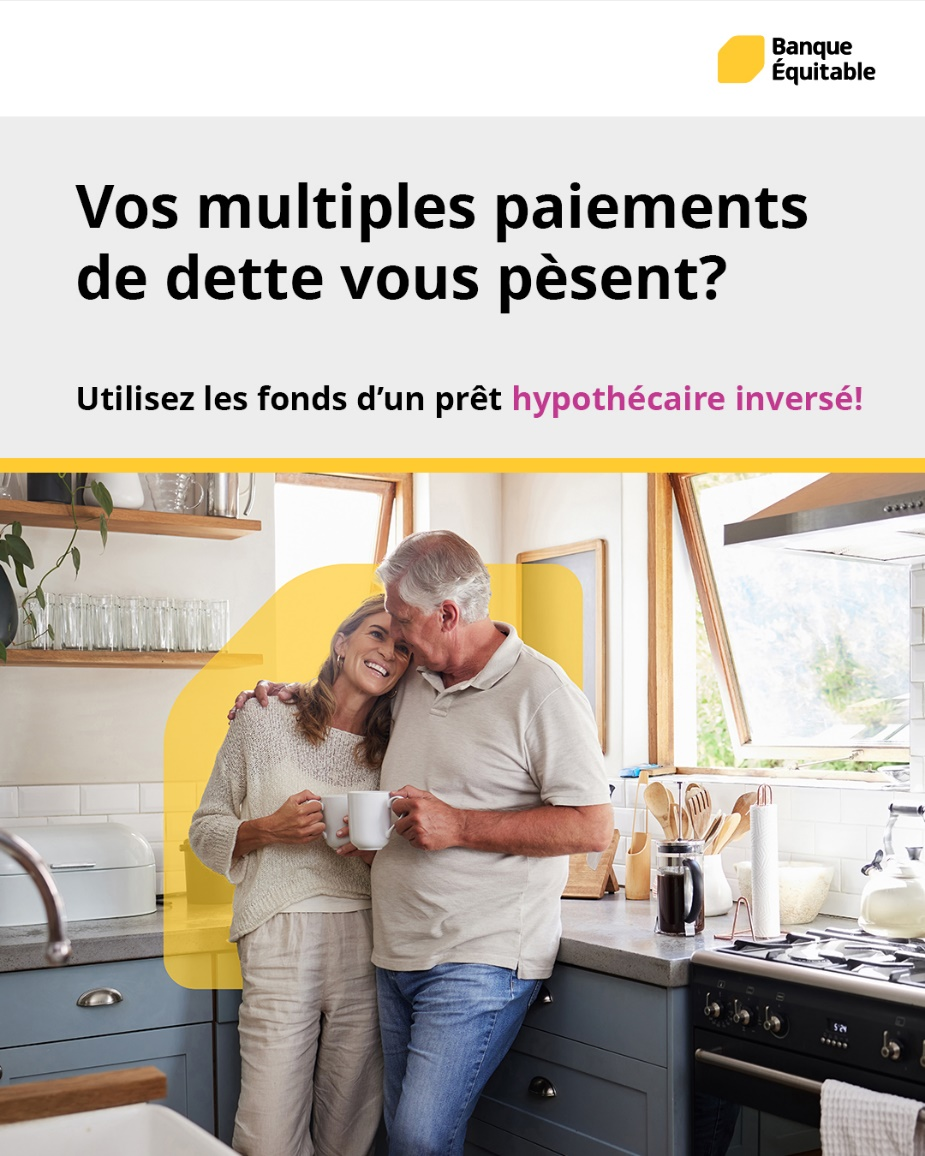 Banque
Équitable
Vos multiples paiements
de dette vous pèsent?
Utilisez les fonds d’un prêt hypothécaire inversé!